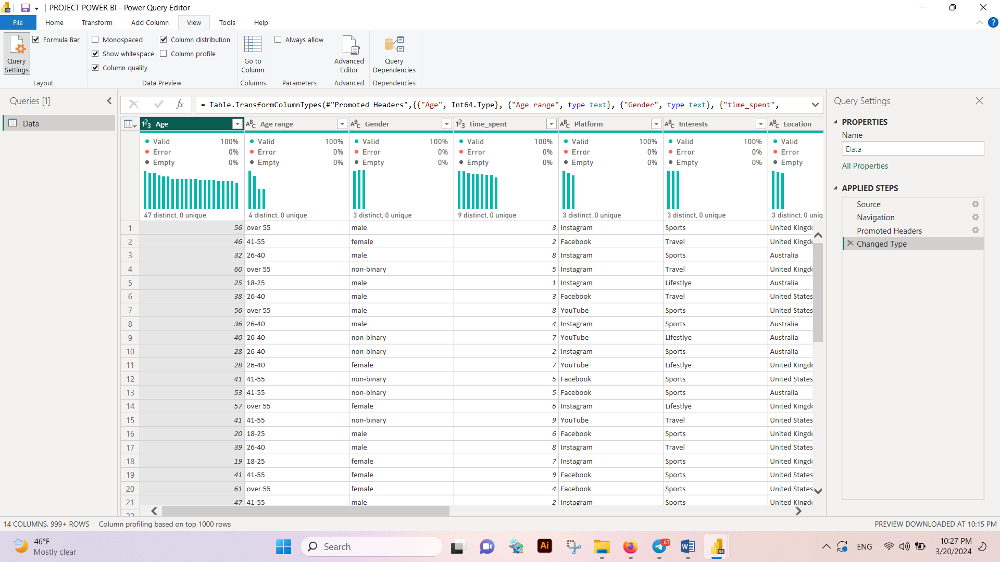 PROJECT POWER BI - Power Query Editor
File Home Transform Add Column View Tools Help
Query Settings
Formula Bar
Layout
Monospaced
Show whitespace
Column quality
Column distribution
Column profile
Data Preview
Go to Column
Columns
Always allow
Parameters
Advanced Editor
Advanced
Query Dependencies
Dependencies
Queries [1]
Data
fx = Table.TransformColumnTypes(#"Promoted Headers",{{"Age", Int64.Type}, {"Age range", type text}, {"Gender", type text}, {"time_spent",
Age Age range Gender time_spent Platform Interests Location
Valid 100% Valid 100% Valid 100% Valid 100% Valid 100% Valid 100% Valid
Error 0% Error 0% Error 0% Error 0% Error 0% Error 0% Error
Empty 0% Empty 0% Empty 0% Empty 0% Empty 0% Empty 0% Empty
47 distinct, 0 unique 4 distinct, 0 unique 3 distinct, 0 unique 9 distinct, 0 unique 3 distinct, 0 unique 3 distinct, 0 unique 3 distinct, 0 uniq
1 56 over 55 male 3 Instagram Sports United Kingdo
2 46 41-55 female 2 Facebook Travel United Kingdo
3 32 26-40 male 8 Instagram Sports Australia
4 60 over 55 non-binary 5 Instagram Travel United Kingdo
5 25 18-25 male 1 Instagram Lifestlye Australia
6 38 26-40 male 3 Facebook Travel United States
7 56 over 55 male 8 YouTube Sports United States
8 36 26-40 male 4 Instagram Sports Australia
9 40 26-40 non-binary 7 YouTube Lifestlye Australia
10 28 26-40 non-binary 2 Instagram Sports Australia
11 28 26-40 female 7 YouTube Lifestlye United Kingdo
12 41 41-55 non-binary 5 Facebook Sports United States
13 53 41-55 non-binary 5 Facebook Sports Australia
14 57 over 55 female 6 Instagram Lifestlye United Kingdo
15 41 41-55 non-binary 9 YouTube Travel United States
16 20 18-25 male 6 Facebook Sports United Kingdo
17 39 26-40 male 8 Instagram Travel United States
18 19 18-25 female 7 Instagram Sports United Kingdo
19 41 41-55 female 9 Facebook Sports United States
20 61 over 55 female 4 Facebook Sports United States
21 47 41-55 male 2 Instagram Sports United Kingdo
22
Query Settings
PROPERTIES
Name
Data
All Properties
APPLIED STEPS
Source
Navigation
Promoted Headers
Changed Type
14 COLUMNS, 999+ ROWS Column profiling based on top 1000 rows PREVIEW DOWNLOADED AT 10:15 PM
46°F
Mostly clear
Search
Ai
67
RS
ENG
10:27 PM
3/20/2024